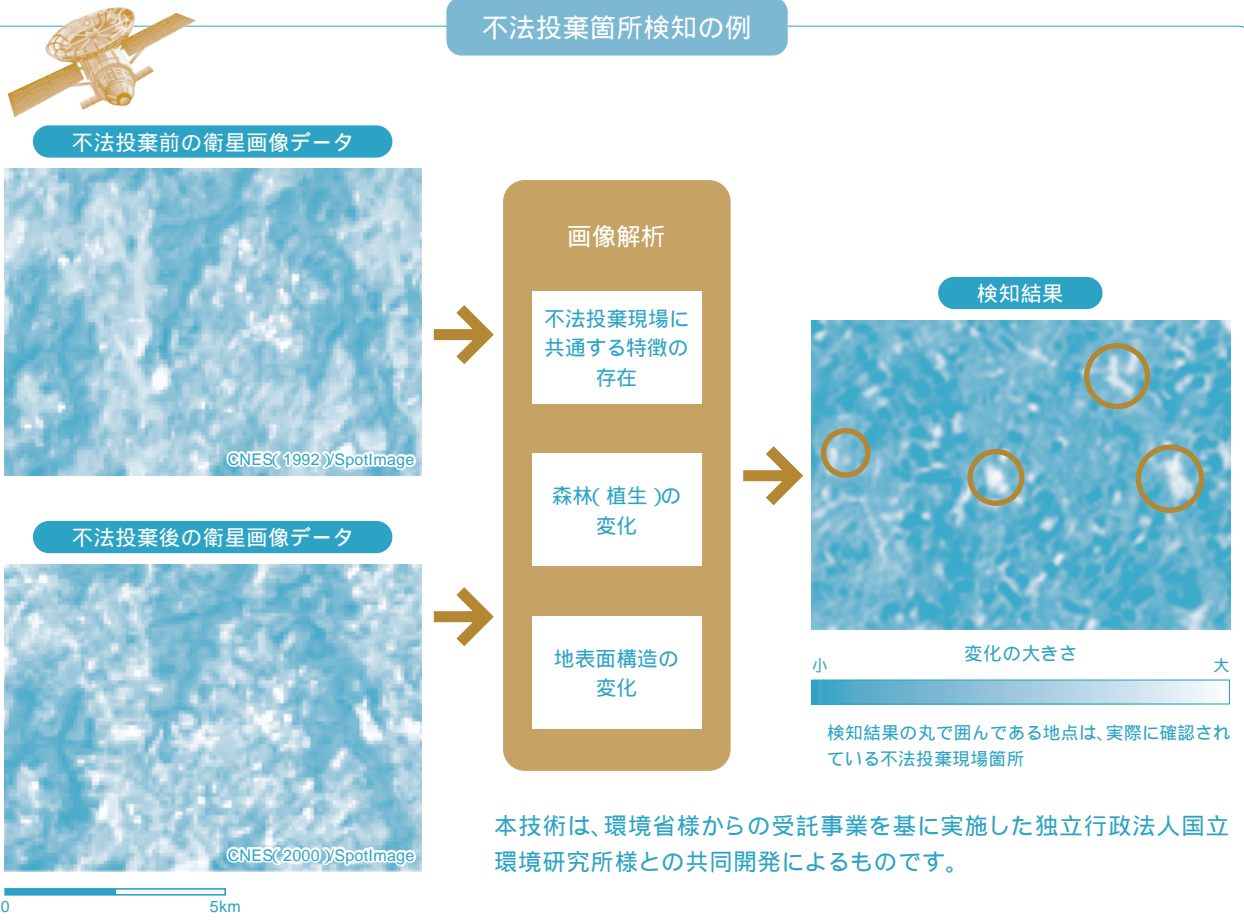 不法投棄箇所検知の例
不法投棄前の衛星画像データ
CNES(1992)/SpotImage
不法投棄後の衛星画像データ
CNES(2000)/SpotImage
0 5km
画像解析
不法投棄現場に
共通する特徴の
存在
森林(植生)の
変化
地表面構造の
変化
検知結果
変化の大きさ
小 大
検知結果の丸で囲んである地点は、実際に確認され
ている不法投棄現場箇所
本技術は、環境省様からの受託事業を基に実施した独立行政法人国立
環境研究所様との共同開発によるものです。